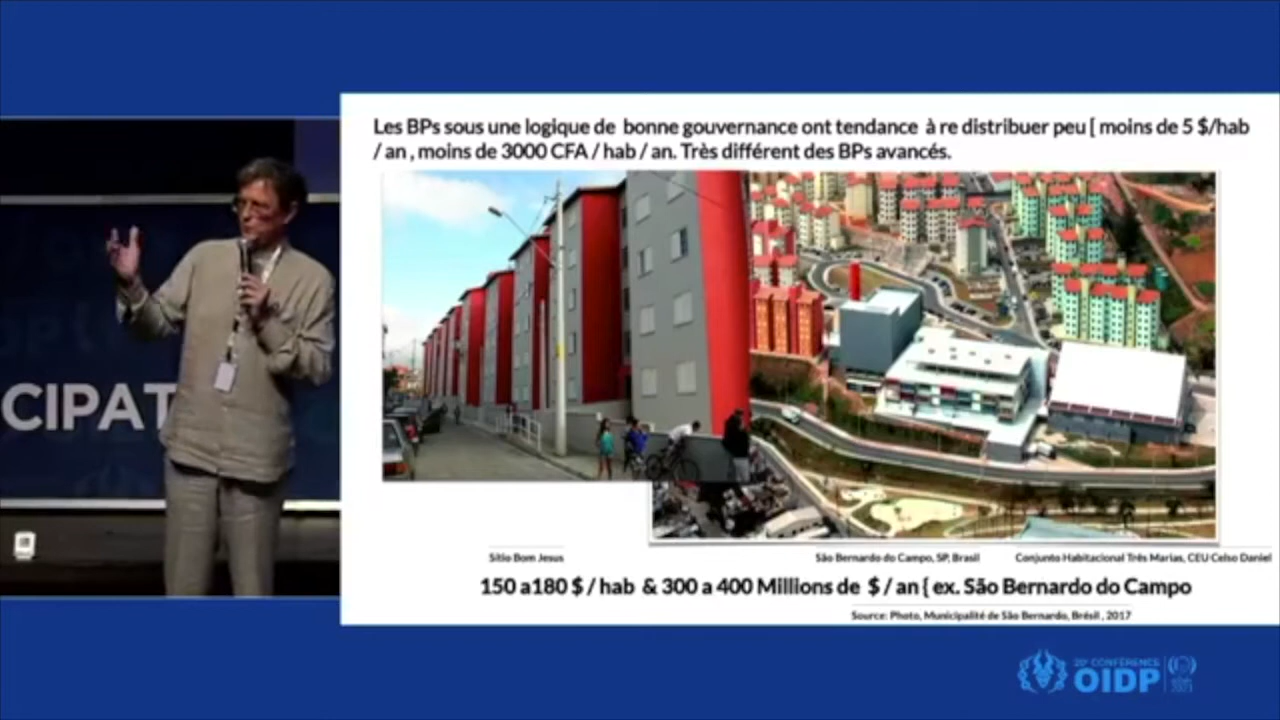 Les BPs sous une logique de bonne gouvernance ont tendance à re distribuer peu [ moins de 5 $/hab
/ an , moins de 3000 CFA / hab / an. Très différent des BPs avancés.
CIPAT
Sitio Bom Jesus
São Bernardo do Campo, SP, Brasil
Conjunto Habitacional Três Marias, CEU Celso Daniel
150 a180 $ / hab & 300 a 400 Millions de $ / an { ex. São Bernardo do Campo
Source: Photo, Municipalité de São Bernardo, Brésil , 2017
20e CONFÉRENCE
OIDP